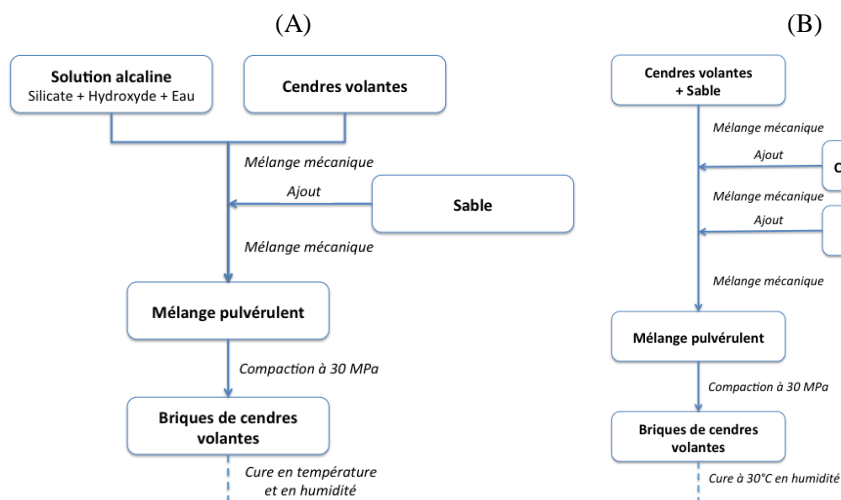 (A)
Solution alcaline
Silicate + Hydroxyde + Eau
Cendres volantes
Mélange mécanique
Ajout
Sable
Mélange mécanique
Mélange pulvérulent
Compaction à 30 MPa
Briques de cendres
volantes
Cure en température
et en humidité
(B)
Cendres volantes
+ Sable
Mélange mécanique
Ajout
Mélange mécanique
Ajout
Mélange mécanique
Mélange pulvérulent
Compaction à 30 MPa
Briques de cendres
volantes
Cure à 30°C en humidité